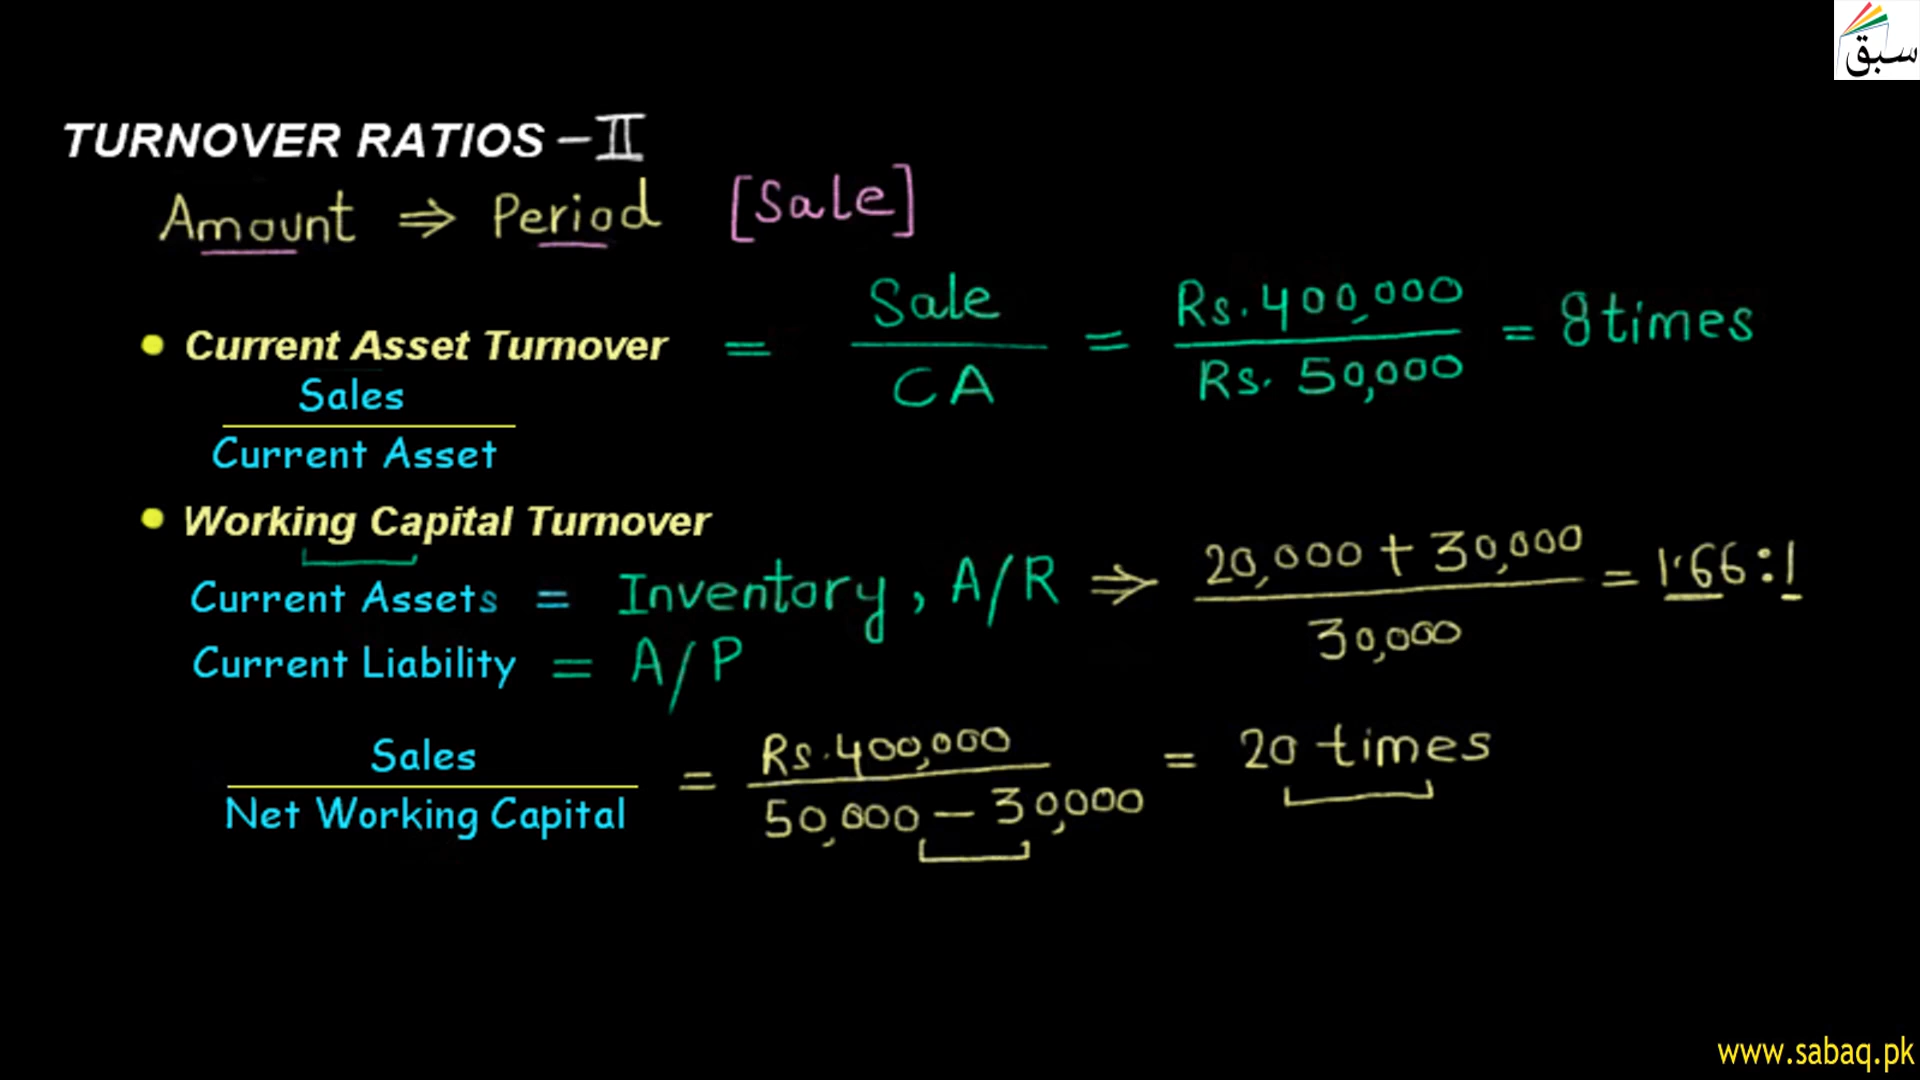 سبق
TURNOVER RATIOS – II
Amount ⇒ Period [Sale]
• Current Asset Turnover = Sale / CA = Rs. 400,000 / Rs. 50,000 = 8 times
Sales
Current Asset
• Working Capital Turnover
Current Assets = Inventory, A/R ⇒ 20,000 + 30,000 / 30,000 = 1.66 : 1
Current Liability = A/P
Sales / Net Working Capital = Rs. 400,000 / 50,000 – 30,000 = 20 times
www.sabaq.pk